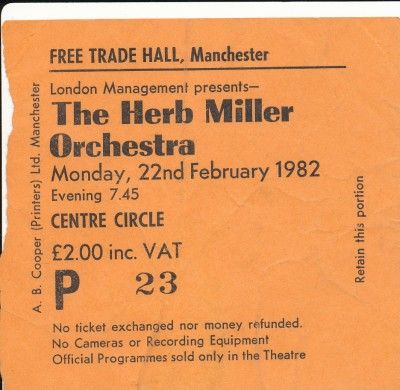 FREE TRADE HALL, Manchester
London Management presents—
The Herb Miller
Orchestra
Monday, 22nd February 1982
Evening 7.45
CENTRE CIRCLE
£2.00 inc. VAT
P 23
No ticket exchanged nor money refunded.
No Cameras or Recording Equipment
Official Programmes sold only in the Theatre
A. B. Cooper (Printers) Ltd. Manchester
Retain this portion